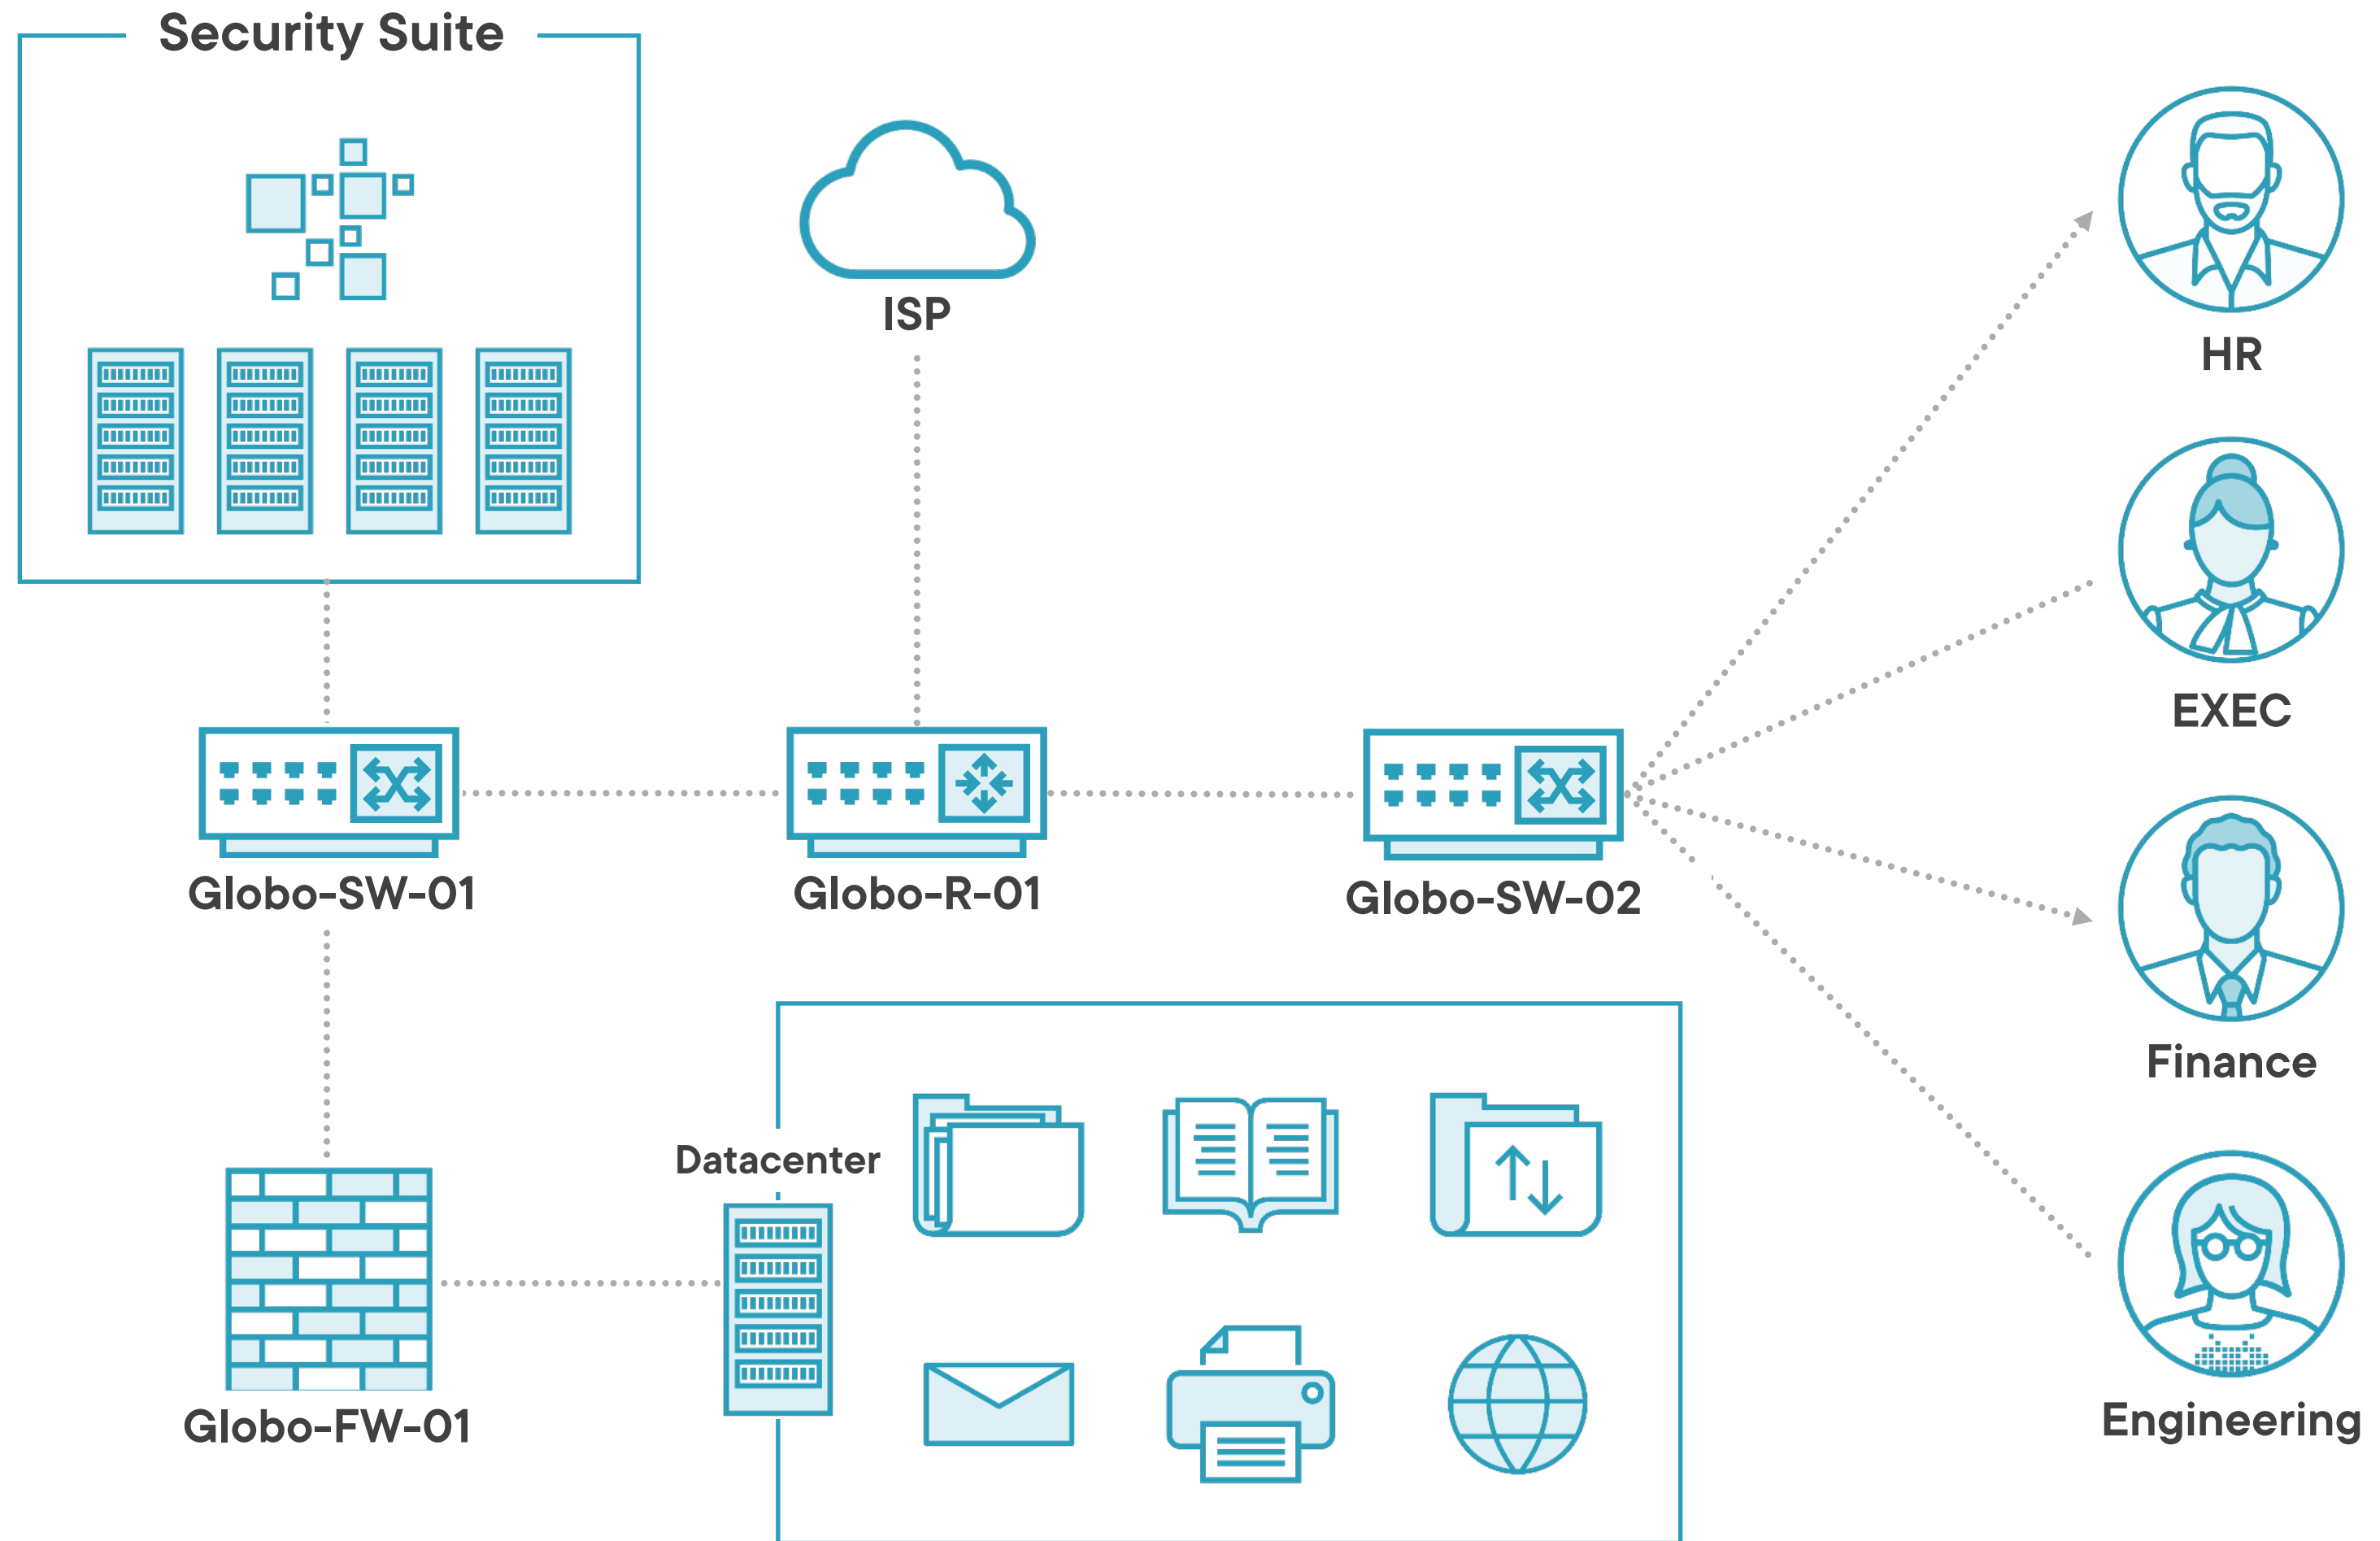 Security Suite
ISP
HR
EXEC
Globo-SW-01
Globo-R-01
Globo-SW-02
Finance
Datacenter
Globo-FW-01
Engineering